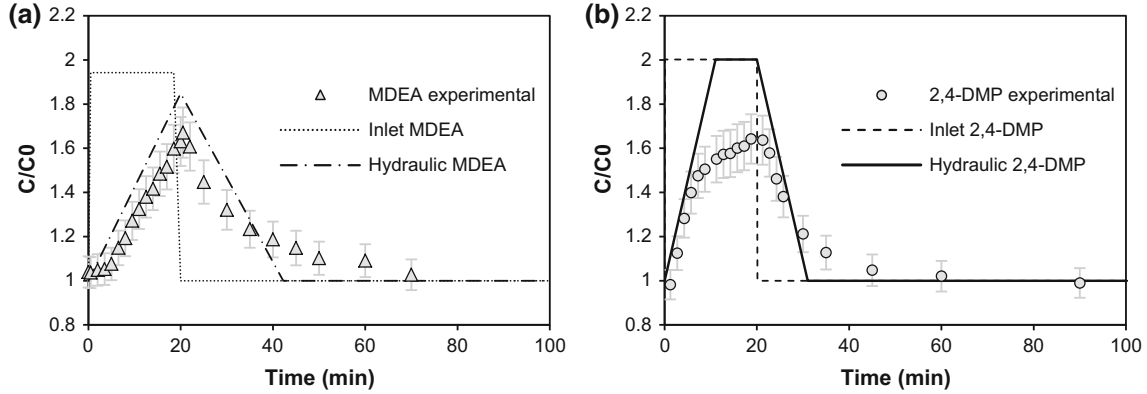 (a)
2.2
2
1.8
1.6
1.4
1.2
1
0.8
C/C0
0 20 40 60 80 100
Time (min)
MDEA experimental
Inlet MDEA
Hydraulic MDEA
(b)
2.2
2
1.8
1.6
1.4
1.2
1
0.8
C/C0
0 20 40 60 80 100
Time (min)
2,4-DMP experimental
Inlet 2,4-DMP
Hydraulic 2,4-DMP